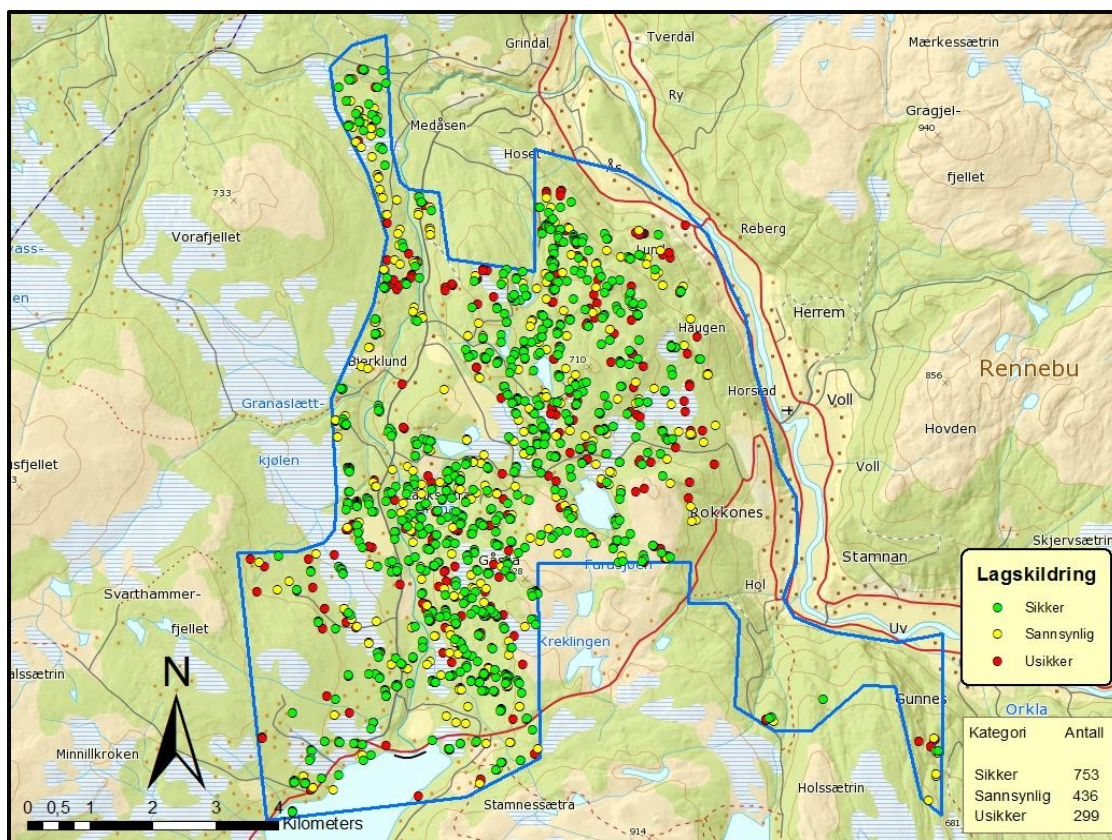 Grindal
Tverdal
Mærkessætrin
Ry
Gragjel-
940
fjellet
Medåsen
Hoset
Ås
733
Vorafjellet
Reberg
Lund
Herrem
Haugen
710
Rennebu
856
Bjerklund
Horstad
Voll
Granaslætt-
Hovden
kjølen
Voll
Rokkones
Skjervsætrin
Stamnan
Gåsta
Furusjøen
Hol
Svarthammer-
fjellet
Uv
Kreklingen
Gunnes
Orkla
Minnillkroken
Holssætrin
Stamnessætra
914
681
N
0 0,5 1 2 3 4
Kilometers
Lagskildring
Sikker
Sannsynlig
Usikker
Kategori Antall
Sikker 753
Sannsynlig 436
Usikker 299